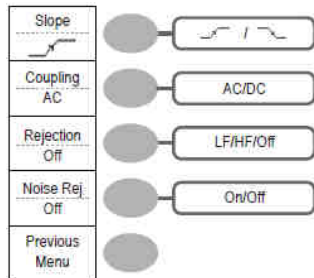 Slope
/
Coupling
AC
AC/DC
Rejection
Off
LF/HF/Off
Noise Rej
Off
On/Off
Previous
Menu